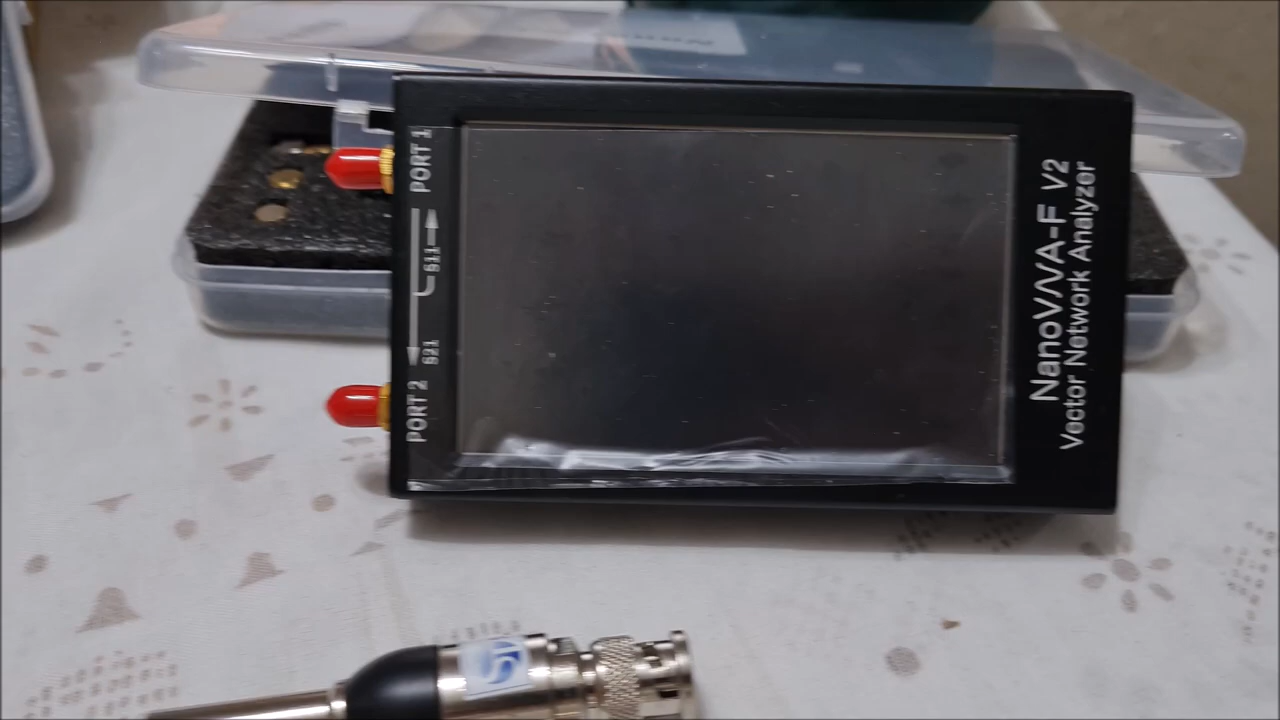 PORT 1
S11
S21
PORT 2
NanoVNA-F V2
Vector Network Analyzer